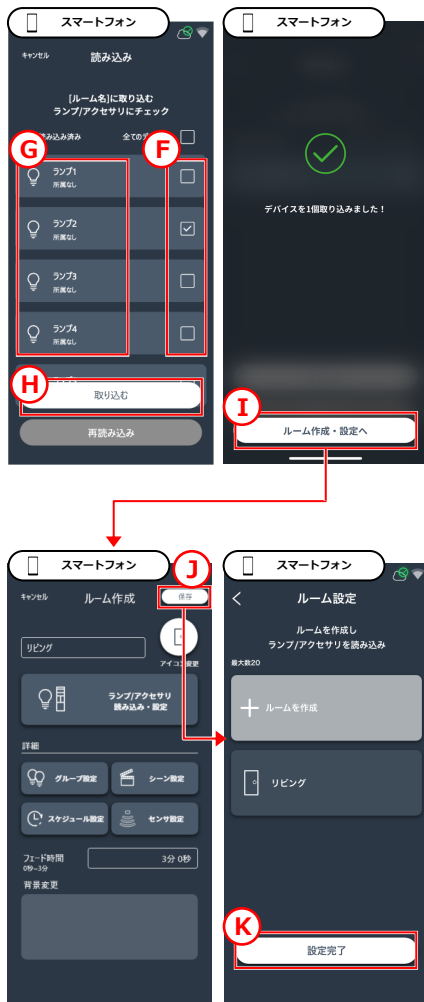 スマートフォン
キャンセル 読み込み
[ルーム名]に取り込む
ランプ/アクセサリにチェック
み込み済み 全てのデ
G
F
ランプ1
所属なし
ランプ2
所属なし
ランプ3
所属なし
ランプ4
所属なし
H
取り込む
再読み込み
スマートフォン
デバイスを1個取り込みました！
I
ルーム作成・設定へ
スマートフォン
J
キャンセル ルーム作成 保存
リビング
アイコン変更
ランプ/アクセサリ
読み込み・設定
詳細
グループ設定 シーン設定
スケジュール設定 センサ設定
フェード時間 3分 0秒
0秒~3分
背景変更
スマートフォン
ルーム設定
ルームを作成し
ランプ/アクセサリを読み込み
最大数20
ルームを作成
リビング
K
設定完了